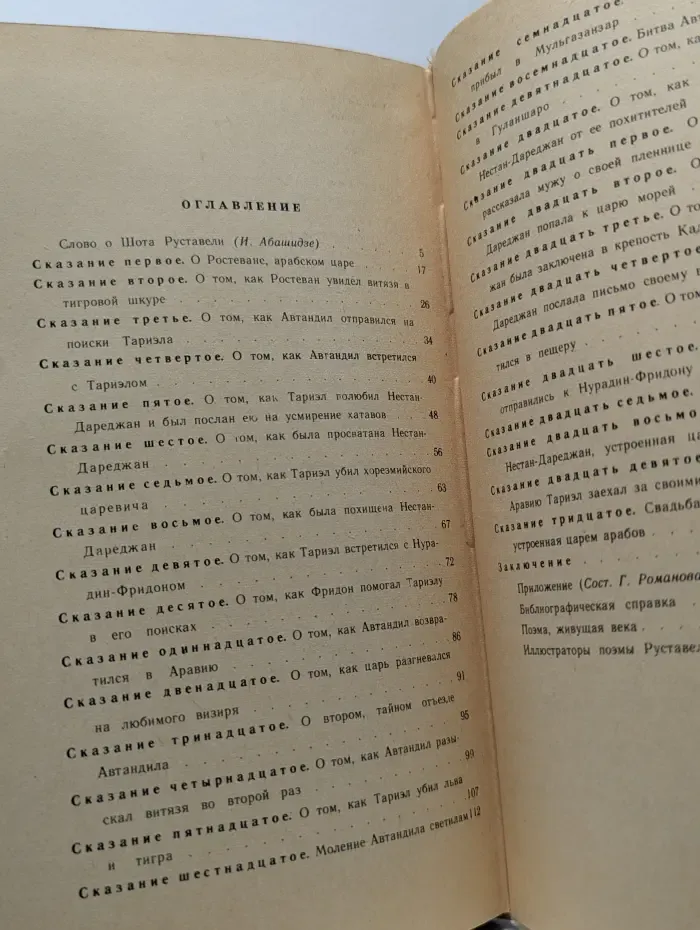 ОГЛАВЛЕНИЕ
Слово о Шота Руставели (И. Абашидзе) . . . . . 5
Сказание первое. О Ростеване, арабском царе . . . . 17
Сказание второе. О том, как Ростеван увидел витязя в
тигровой шкуре . . . . . . . . . . 26
Сказание третье. О том, как Автандил отправился на
поиски Тариэла . . . . . . . . . . 34
Сказание четвертое. О том, как Автандил встретился
с Тариэлом . . . . . . . . . . 40
Сказание пятое. О том, как Тариэл полюбил Нестан-
Дареджан и был послан ею на усмирение хатавов . . 48
Сказание шестое. О том, как была просватана Нестан-
Дареджан . . . . . . . . . . 56
Сказание седьмое. О том, как Тариэл убил хорезмийского
царевича . . . . . . . . . . 63
Сказание восьмое. О том, как была похищена Нестан-
Дареджан . . . . . . . . . . 67
Сказание девятое. О том, как Тариэл встретился с Нура-
дин-Фридоном . . . . . . . . . . 72
Сказание десятое. О том, как Фридон помогал Тариэлу
в его поисках . . . . . . . . . . 78
Сказание одиннадцатое. О том, как Автандил возвра-
тился в Аравию . . . . . . . . . . 86
Сказание двенадцатое. О том, как царь разгневался
на любимого визиря . . . . . . . . . . 91
Сказание тринадцатое. О втором, тайном отъезде
Автандила . . . . . . . . . . 95
Сказание четырнадцатое. О том, как Автандил разы-
скал витязя во второй раз . . . . . . . . 99
Сказание пятнадцатое. О том, как Тариэл убил льва
и тигра . . . . . . . . . . 107
Сказание шестнадцатое. Моление Автандила светилам 112
Сказание семнадцатое.
прибыл в Мульгазанзар . .
Сказание восемнадцатое. Битва Авт
Сказание девятнадцатое. О том, ка
в Гуланшаро . . .
Сказание двадцатое. О том, как
Нестан-Дареджан от ее похитителей
Сказание двадцать первое. О
рассказала мужу о своей пленнице
Сказание двадцать второе. О
Дареджан попала к царю морей .
Сказание двадцать третье. О то
жан была заключена в крепость Кад
Сказание двадцать четвертое
Дареджан послала письмо своему в
Сказание двадцать пятое. О том
тился в пещеру . . .
Сказание двадцать шестое.
отправились к Нурадин-Фридону
Сказание двадцать седьмое.
Сказание двадцать восьмо
Нестан-Дареджан, устроенная ца
Сказание двадцать девятое
Аравию Тариэл заехал за своими
Сказание тридцатое. Свадьба
устроенная царем арабов . .
Заключение . . . .
Приложение (Сост. Г. Романова
Библиографическая справка .
Поэма, живущая века . . .
Иллюстраторы поэмы Руставел